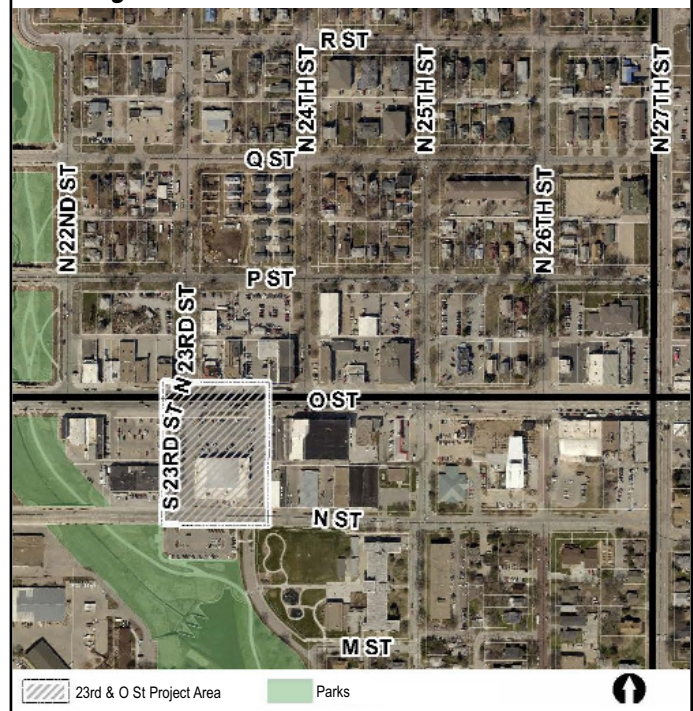 R ST
N 24TH ST
N 25TH ST
N 27TH ST
Q ST
N 22ND ST
N 26TH ST
P ST
N 23RD ST
O ST
S 23RD ST
N ST
M ST
23rd & O St Project Area
Parks